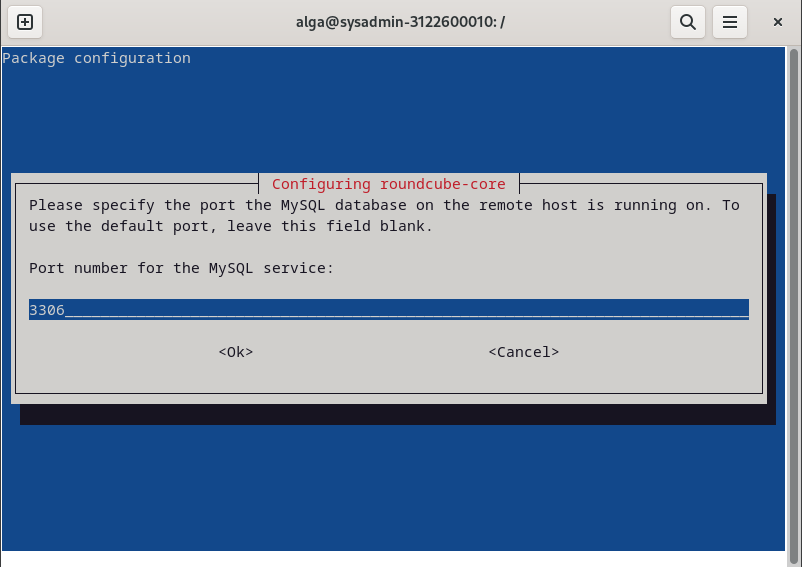 alga@sysadmin-3122600010: /
Package configuration
Configuring roundcube-core
Please specify the port the MySQL database on the remote host is running on. To
use the default port, leave this field blank.
Port number for the MySQL service:
3306_______________________________________________________________________________
<Ok> <Cancel>